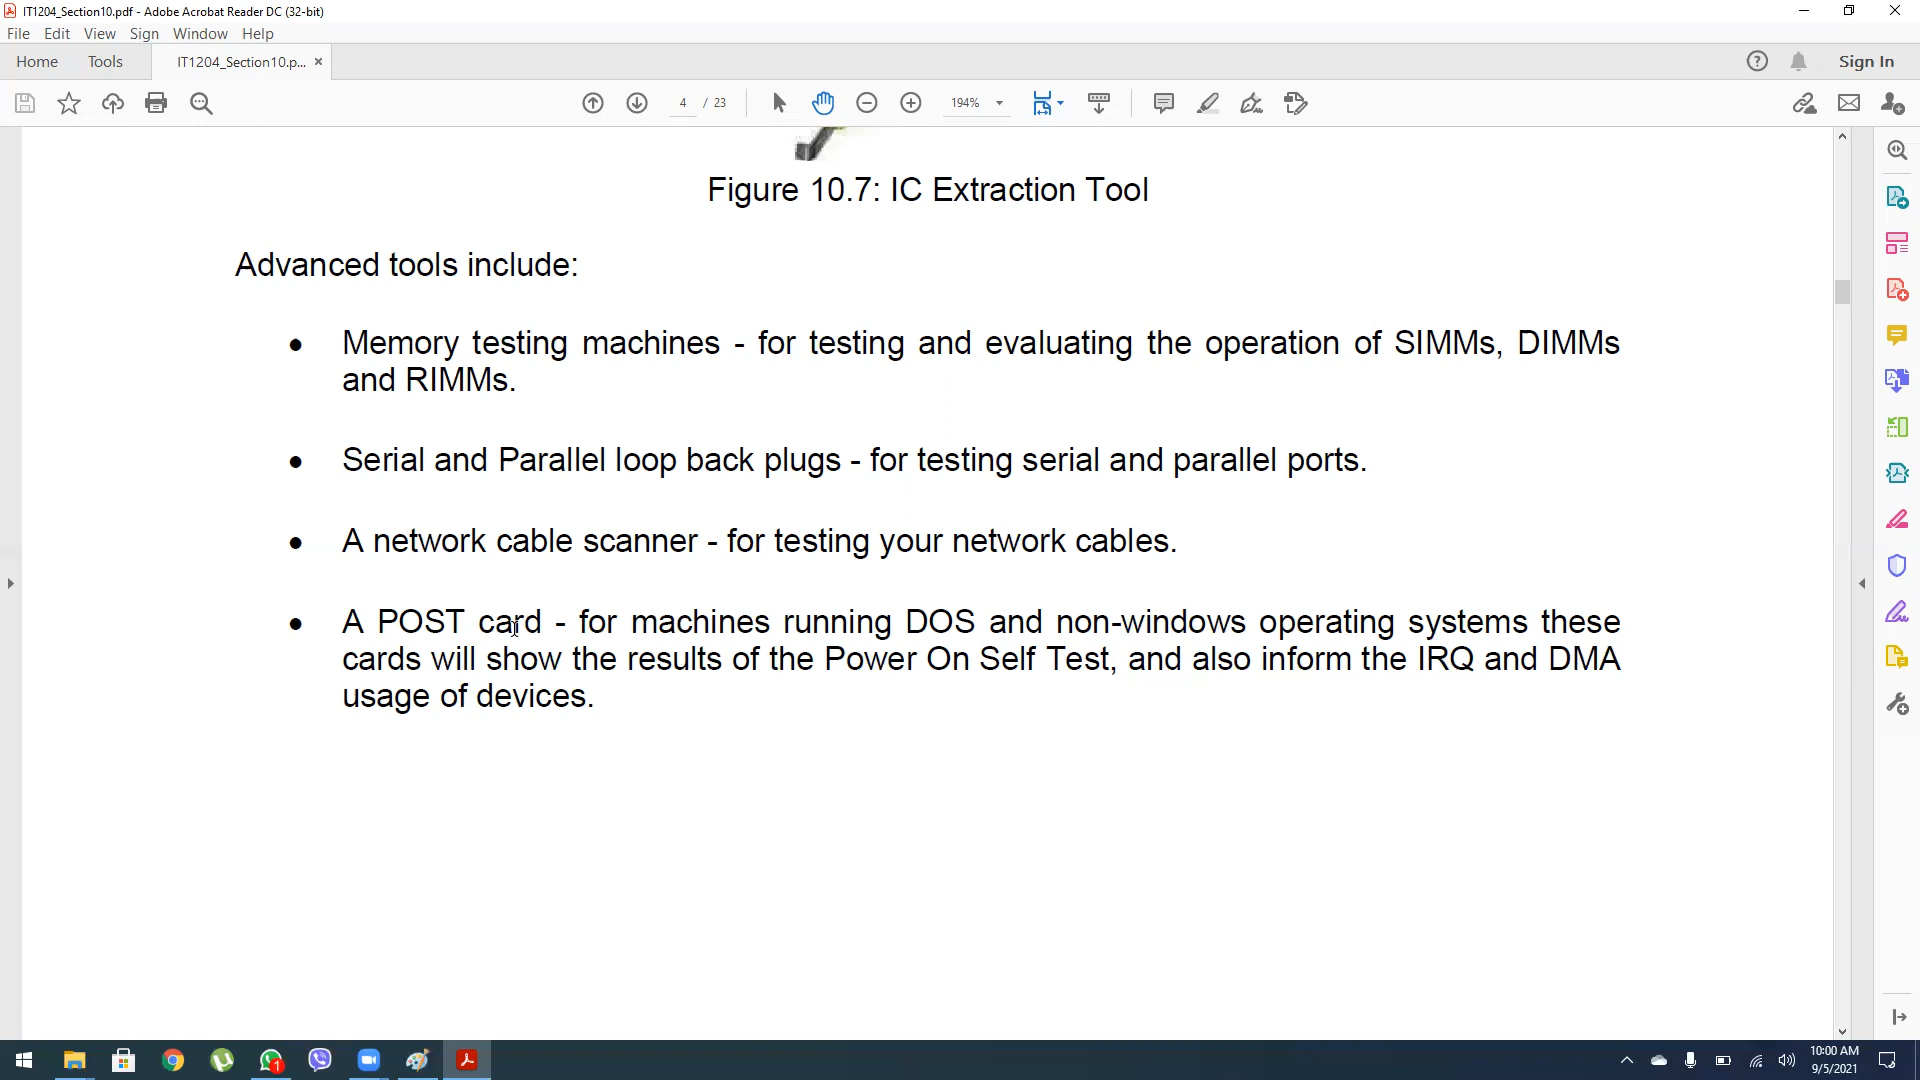 IT1204_Section10.pdf - Adobe Acrobat Reader DC (32-bit)
File Edit View Sign Window Help
Home Tools IT1204_Section10.p... Sign In
4 / 23 194%
Figure 10.7: IC Extraction Tool
Advanced tools include:
• Memory testing machines - for testing and evaluating the operation of SIMMs, DIMMs
and RIMMs.
• Serial and Parallel loop back plugs - for testing serial and parallel ports.
• A network cable scanner - for testing your network cables.
• A POST card - for machines running DOS and non-windows operating systems these
cards will show the results of the Power On Self Test, and also inform the IRQ and DMA
usage of devices.
1
10:00 AM
9/5/2021